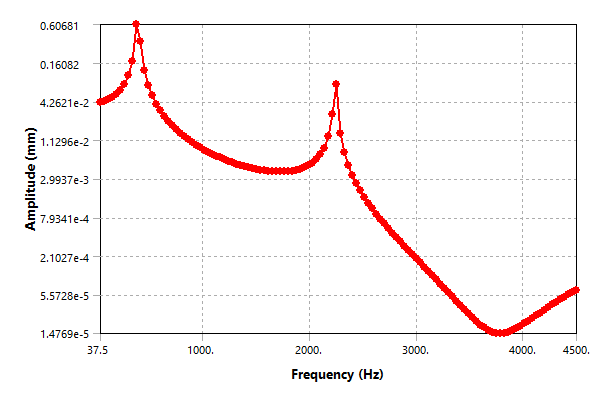 0.60681
0.16082
4.2621e-2
1.1296e-2
2.9937e-3
7.9341e-4
2.1027e-4
5.5728e-5
1.4769e-5
Amplitude (mm)
37.5 1000. 2000. 3000. 4000. 4500.
Frequency (Hz)